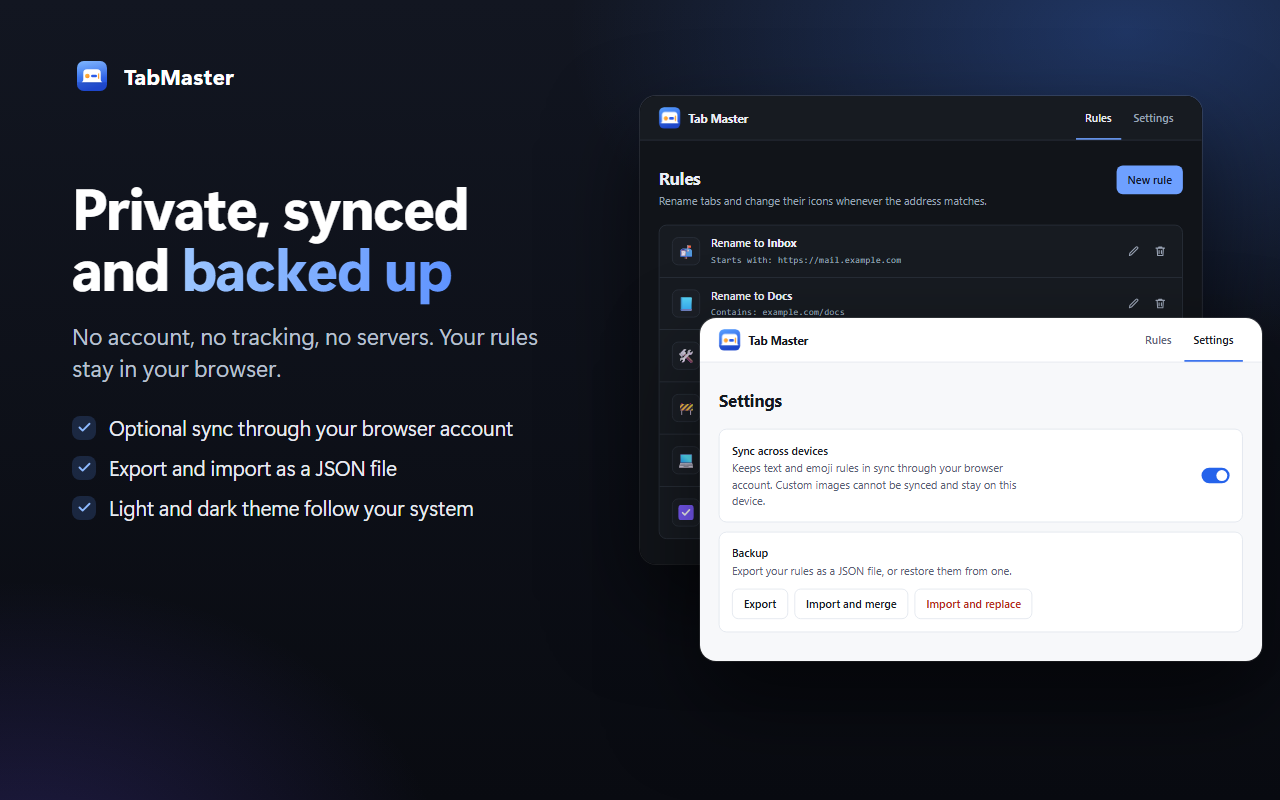 TabMaster
Private, synced
and backed up
No account, no tracking, no servers. Your rules
stay in your browser.
Optional sync through your browser account
Export and import as a JSON file
Light and dark theme follow your system
Tab Master
Rules
Settings
Rules
New rule
Rename tabs and change their icons whenever the address matches.
Rename to Inbox
Starts with: https://mail.example.com
Rename to Docs
Contains: example.com/docs
Tab Master
Rules
Settings
Settings
Sync across devices
Keeps text and emoji rules in sync through your browser
account. Custom images cannot be synced and stay on this
device.
Backup
Export your rules as a JSON file, or restore them from one.
Export
Import and merge
Import and replace